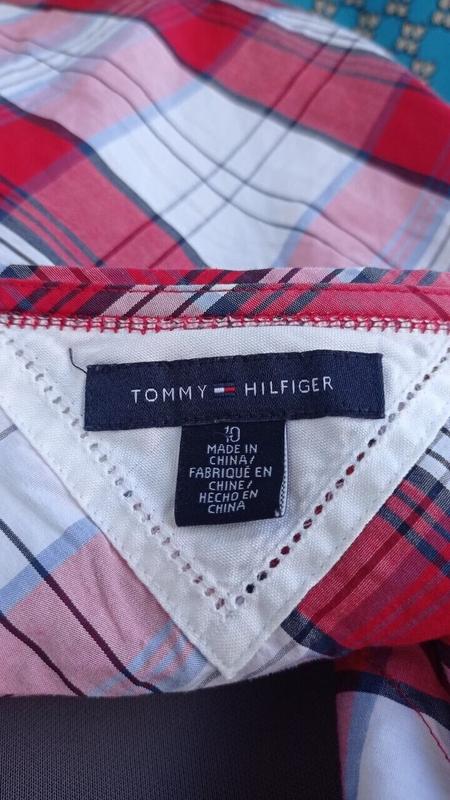 TOMMY HILFIGER
10
MADE IN
CHINA/
FABRIQUÉ EN
CHINE/
HECHO EN
CHINA